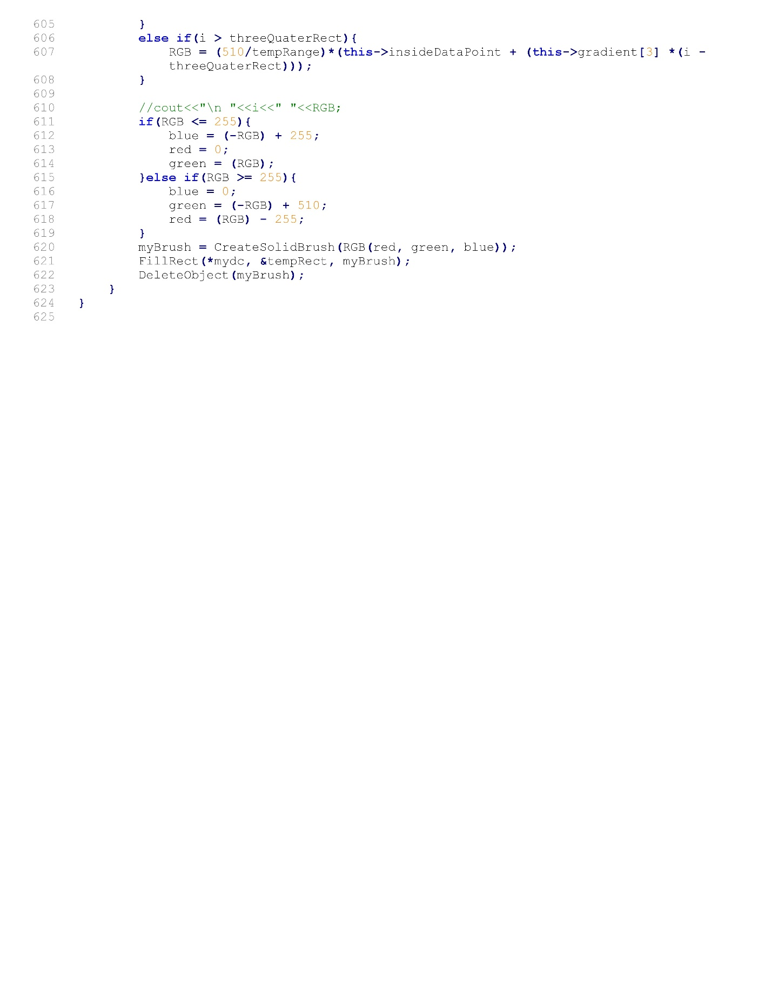 605 }
606 else if(i > threeQuaterRect){
607 RGB = (510/tempRange)*(this->insideDataPoint + (this->gradient[3] *(i -
threeQuaterRect)));
608 }
609
610 //cout<<"\n "<<i<<" "<<RGB;
611 if(RGB <= 255){
612 blue = (-RGB) + 255;
613 red = 0;
614 green = (RGB);
615 }else if(RGB >= 255){
616 blue = 0;
617 green = (-RGB) + 510;
618 red = (RGB) - 255;
619 }
620 myBrush = CreateSolidBrush(RGB(red, green, blue));
621 FillRect(*mydc, &tempRect, myBrush);
622 DeleteObject(myBrush);
623 }
624 }
625